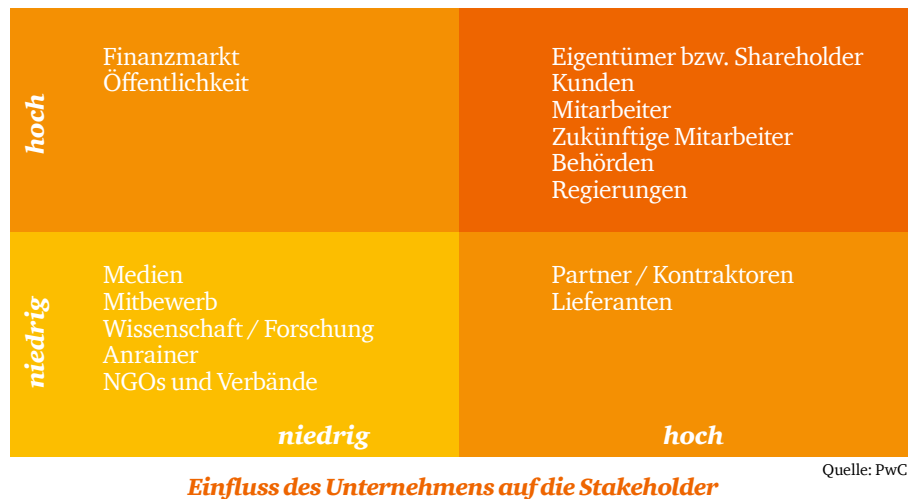 Finanzmarkt
Öffentlichkeit
hoch
Eigentümer bzw. Shareholder
Kunden
Mitarbeiter
Zukünftige Mitarbeiter
Behörden
Regierungen
Medien
Mitbewerb
Wissenschaft / Forschung
Anrainer
NGOs und Verbände
niedrig
Partner / Kontraktoren
Lieferanten
niedrig
hoch
Quelle: PwC
Einfluss des Unternehmens auf die Stakeholder